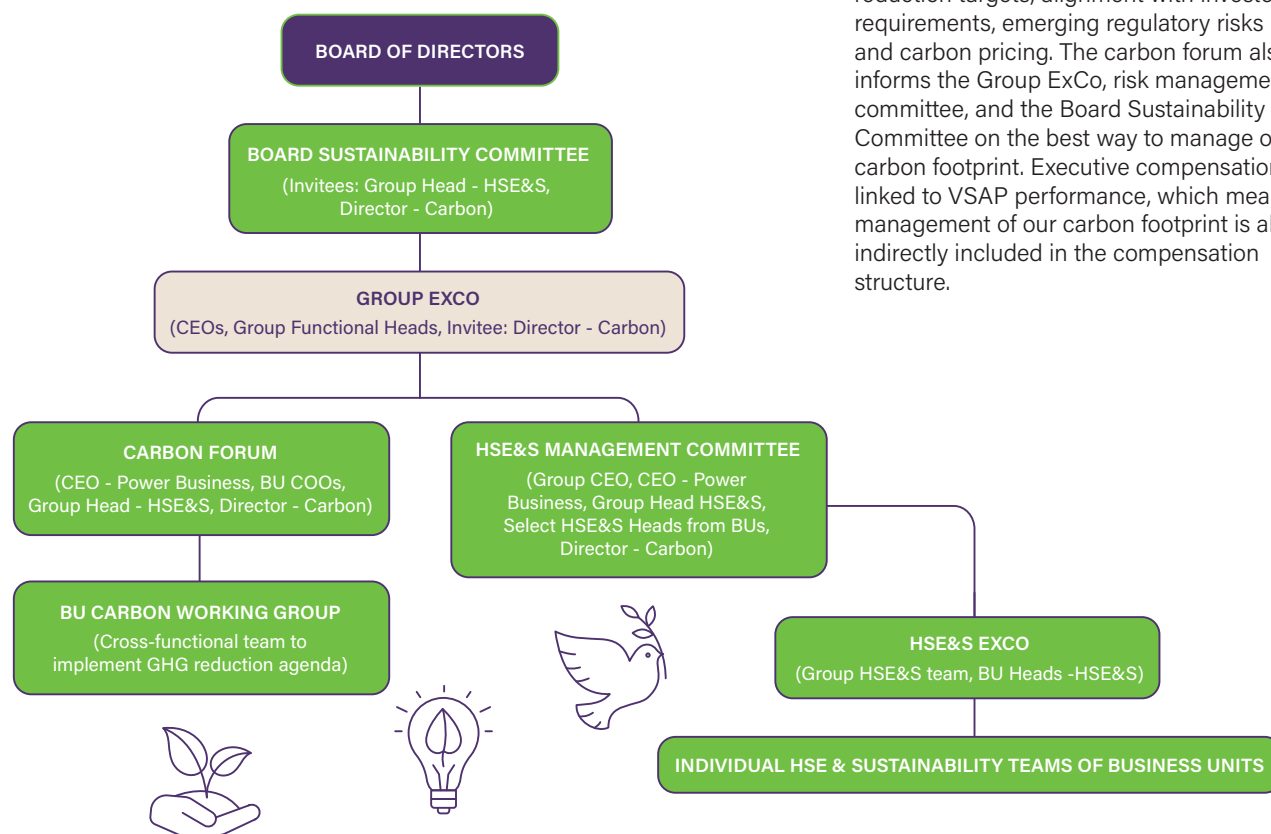 BOARD OF DIRECTORS
BOARD SUSTAINABILITY COMMITTEE
(Invitees: Group Head - HSE&S,
Director - Carbon)
GROUP EXCO
(CEOs, Group Functional Heads, Invitee: Director - Carbon)
CARBON FORUM
(CEO - Power Business, BU COOs,
Group Head - HSE&S, Director - Carbon)
BU CARBON WORKING GROUP
(Cross-functional team to
implement GHG reduction agenda)
HSE&S MANAGEMENT COMMITTEE
(Group CEO, CEO - Power
Business, Group Head HSE&S,
Select HSE&S Heads from BUs,
Director - Carbon)
HSE&S EXCO
(Group HSE&S team, BU Heads -HSE&S)
INDIVIDUAL HSE & SUSTAINABILITY TEAMS OF BUSINESS UNITS
reduction targets, alignment with investo
requirements, emerging regulatory risks
and carbon pricing. The carbon forum als
informs the Group ExCo, risk manageme
committee, and the Board Sustainability
Committee on the best way to manage o
carbon footprint. Executive compensation
linked to VSAP performance, which mea
management of our carbon footprint is al
indirectly included in the compensation
structure.